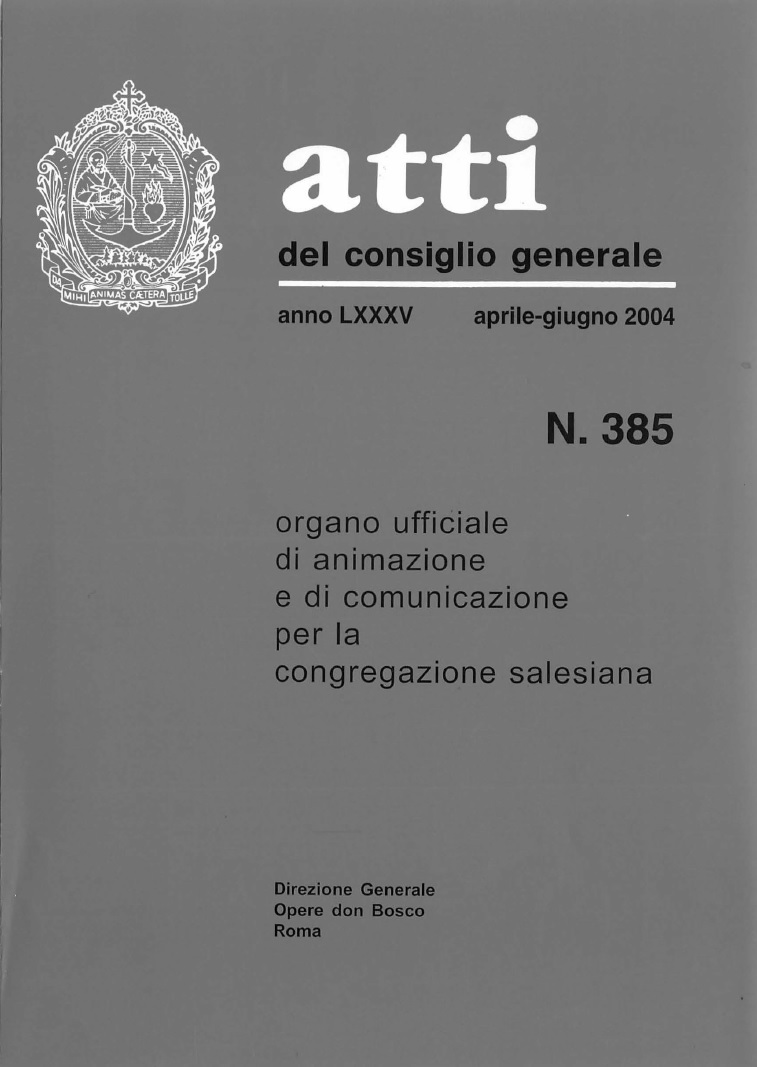 atti
del consiglio generale
anno LXXXV aprile-giugno 2004
N. 385
DA MIHI ANIMAS CÆTERA TOLLE
organo ufficiale
di animazione
e di comunicazione
per la
congregazione salesiana
Direzione Generale
Opere don Bosco
Roma